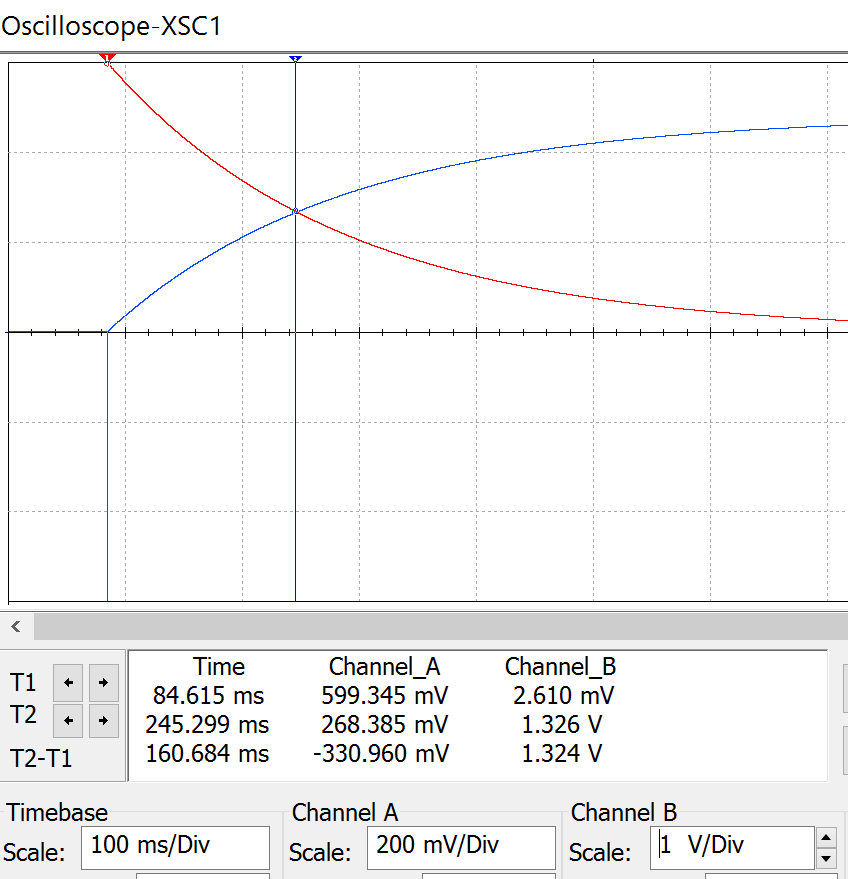 Oscilloscope-XSC1
1
2
Time Channel_A Channel_B
T1 84.615 ms 599.345 mV 2.610 mV
T2 245.299 ms 268.385 mV 1.326 V
T2-T1 160.684 ms -330.960 mV 1.324 V
Timebase Channel A Channel B
Scale: 100 ms/Div Scale: 200 mV/Div Scale: 1 V/Div